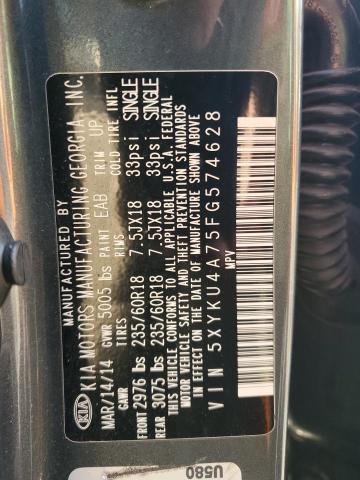 MANUFACTURED BY
KIA KIA MOTORS MANUFACTURING GEORGIA, INC.
MAR/14/14 GVWR 5005 lbs PAINT EAB TRIM UP
GAWR TIRES RIMS COLD TIRE INFL
FRONT 2976 lbs 235/60R18 7.5JX18 33psi SINGLE
REAR 3075 lbs 235/60R18 7.5JX18 33psi SINGLE
THIS VEHICLE CONFORMS TO ALL APPLICABLE U.S.A. FEDERAL
MOTOR VEHICLE SAFETY AND THEFT PREVENTION STANDARDS
IN EFFECT ON THE DATE OF MANUFACTURE SHOWN ABOVE
VIN 5XYKU4A75FG574628
MPV
U580